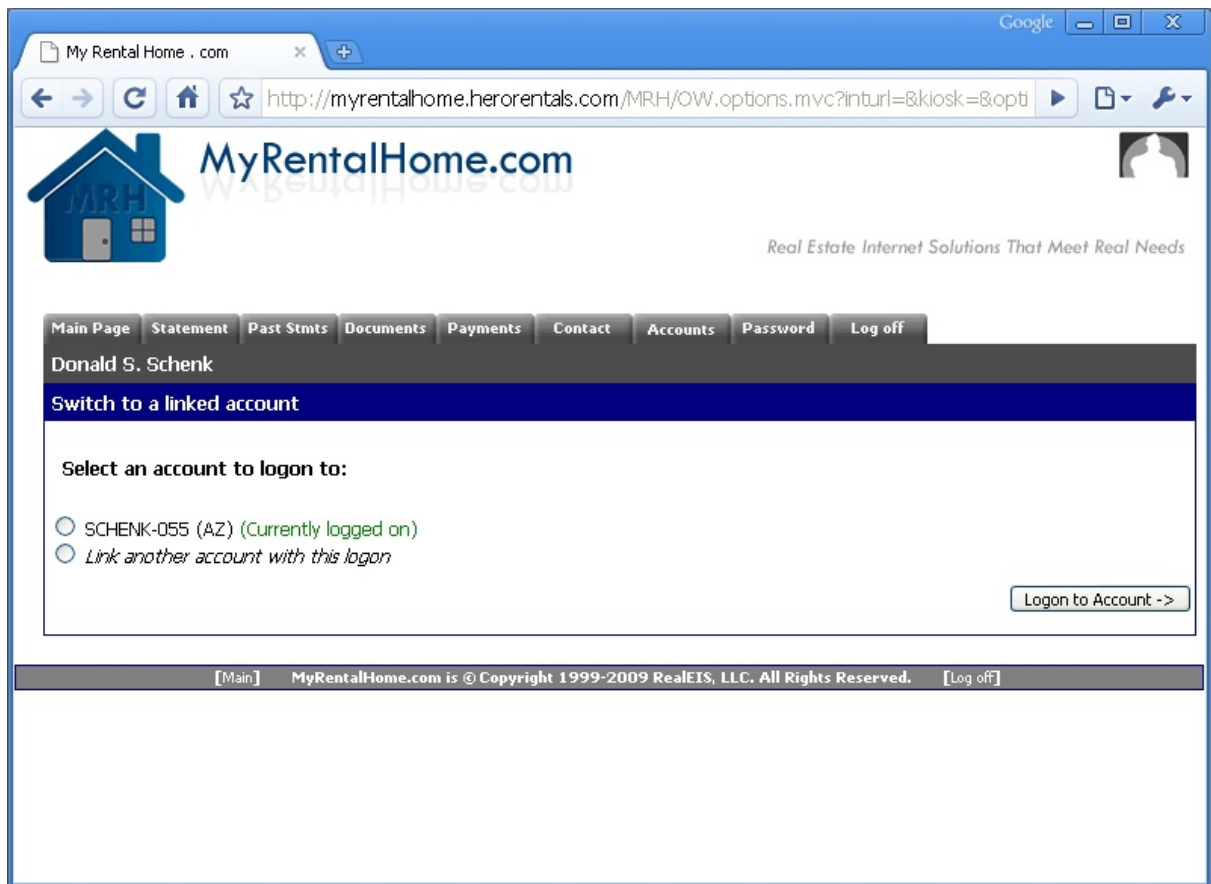 Google
My Rental Home . com
http://myrentalhome.herorentals.com/MRH/OW.options.mvc?inturl=&kiosk=&opti
MRH
MyRentalHome.com
Real Estate Internet Solutions That Meet Real Needs
Main Page Statement Past Stmts Documents Payments Contact Accounts Password Log off
Donald S. Schenk
Switch to a linked account
Select an account to logon to:
SCHENK-055 (AZ) (Currently logged on)
Link another account with this logon
Logon to Account ->
[Main] MyRentalHome.com is © Copyright 1999-2009 RealEIS, LLC. All Rights Reserved. [Log off]